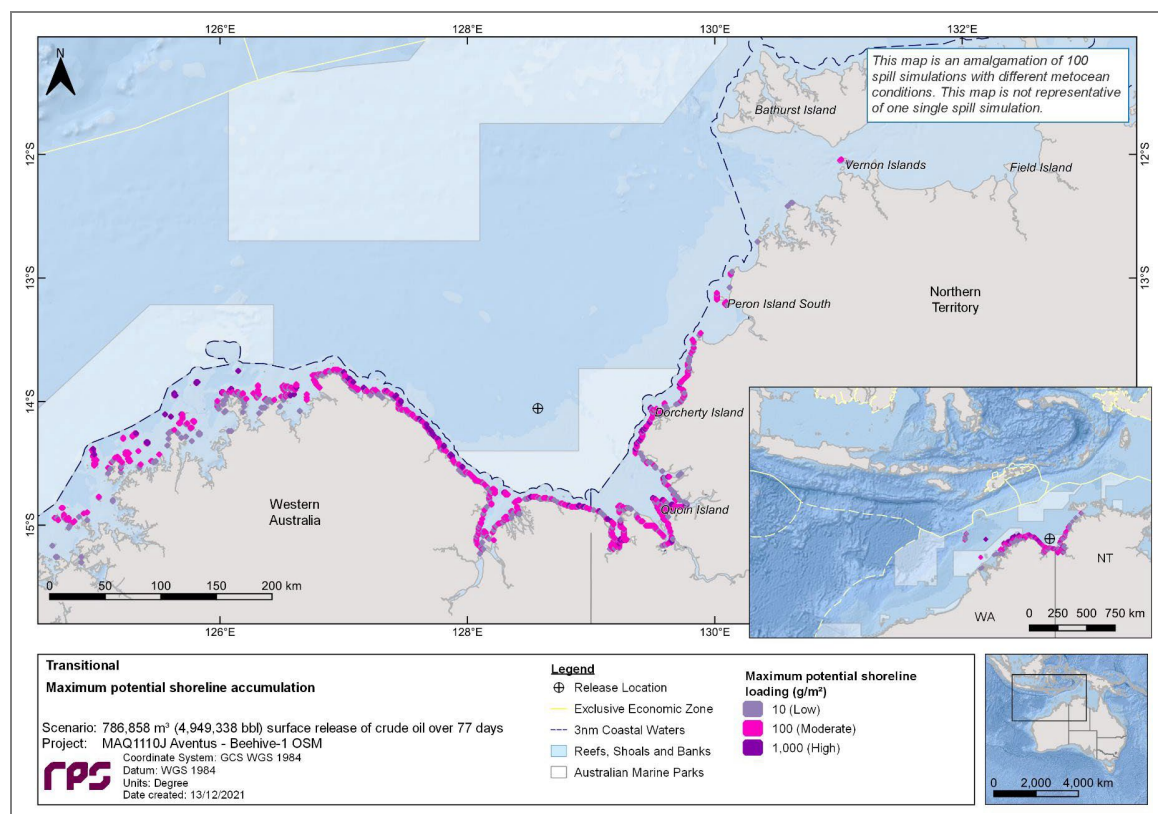 126°E
128°E
130°E
132°E
N
This map is an amalgamation of 100
spill simulations with different metocean
conditions. This map is not representative
of one single spill simulation.
Bathurst Island
12°S
12°S
Vernon Islands
Field Island
13°S
13°S
Northern
Territory
Peron Island South
14°S
14°S
Dorcherty Island
Western
Australia
Quoin Island
15°S
15°S
0 50 100 150 200 km
126°E
128°E
130°E
NT
WA
0 250 500 750 km
Transitional
Maximum potential shoreline accumulation
Scenario: 786,858 m³ (4,949,338 bbl) surface release of crude oil over 77 days
Project: MAQ1110J Aventus - Beehive-1 OSM
rps
Coordinate System: GCS WGS 1984
Datum: WGS 1984
Units: Degree
Date created: 13/12/2021
Legend
Release Location
Exclusive Economic Zone
3nm Coastal Waters
Reefs, Shoals and Banks
Australian Marine Parks
Maximum potential shoreline
loading (g/m²)
10 (Low)
100 (Moderate)
1,000 (High)
0 2,000 4,000 km